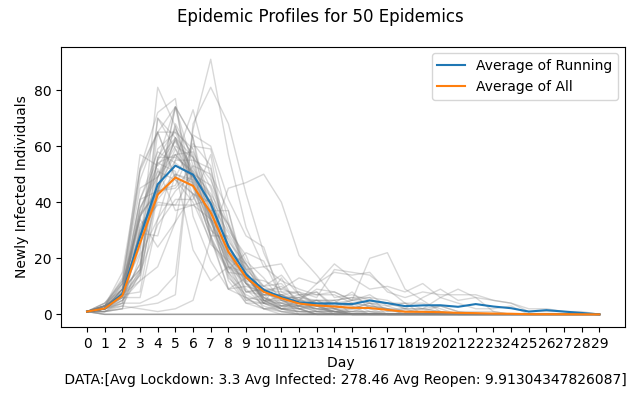 Epidemic Profiles for 50 Epidemics
Average of Running
Average of All
Newly Infected Individuals
80
60
40
20
0
0 1 2 3 4 5 6 7 8 9 10 11 12 13 14 15 16 17 18 19 20 21 22 23 24 25 26 27 28 29
Day
DATA:[Avg Lockdown: 3.3 Avg Infected: 278.46 Avg Reopen: 9.91304347826087]